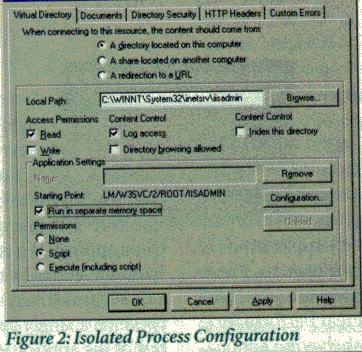 Virtual Directory Documents Directory Security HTTP Headers Custom Errors
When connecting to this resource, the content should come from:
A directory located on this computer
A share located on another computer
A redirection to a URL
Local Path: C:\WINNT\System32\inetsrv\iisadmin Browse...
Access Permissions Content Control Content Control
Read Log access Index this directory
Write Directory browsing allowed
Application Settings
Name: Remove
Starting Point: LM/W3SVC/2/ROOT/IISADMIN Configuration...
Run in separate memory space Unload
Permissions
None
Script
Execute (including script)
OK Cancel Apply Help
Figure 2: Isolated Process Configuration